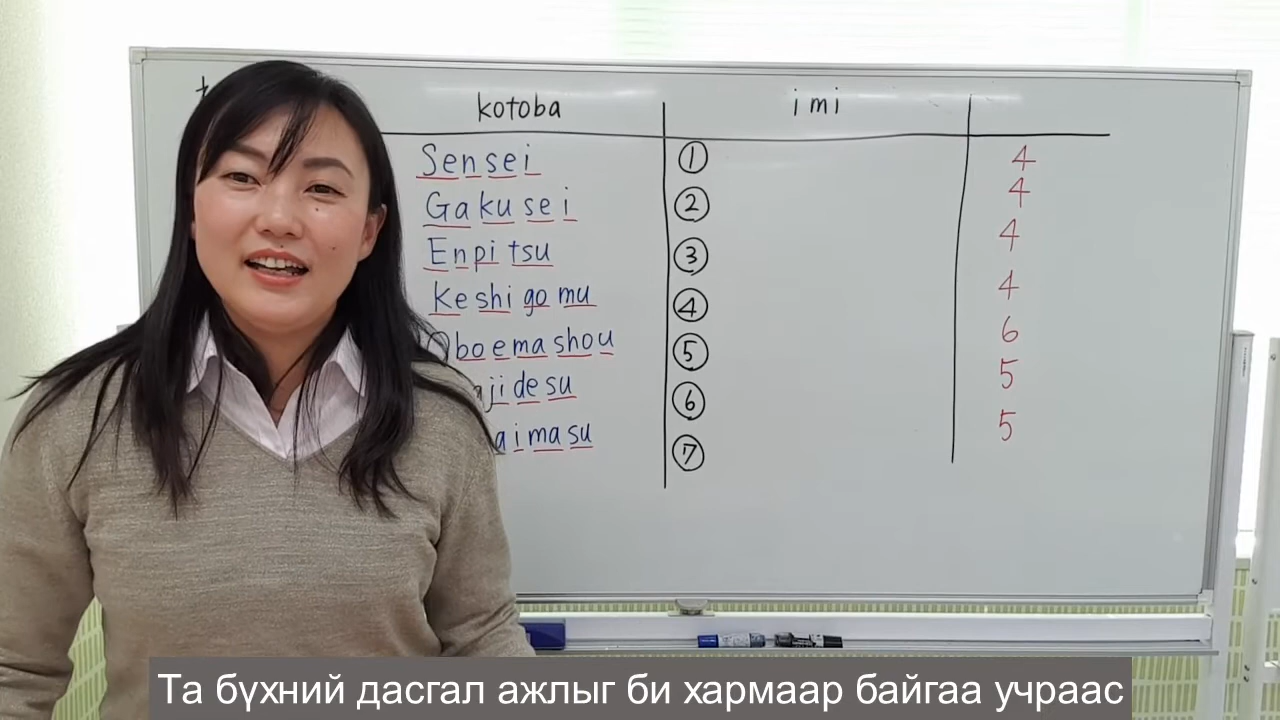 kotoba imi
Sensei ① 4
Gakusei ② 4
Enpitsu ③ 4
Keshigomu ④ 4
Oboemashou ⑤ 6
desu ⑥ 5
masu ⑦ 5
Та бүхний дасгал ажлыг би хармаар байгаа учраас